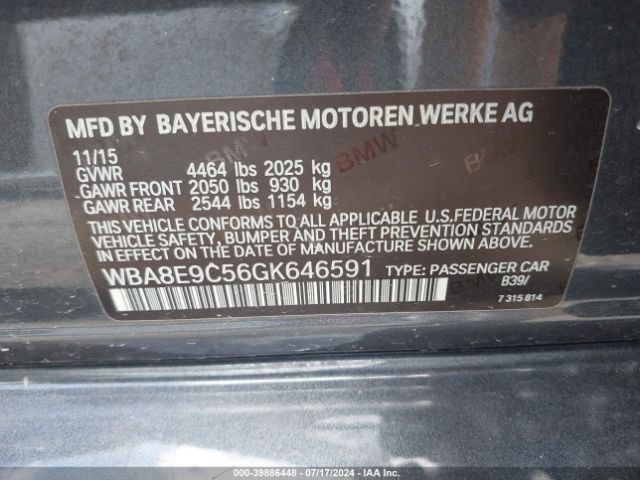 MFD BY BAYERISCHE MOTOREN WERKE AG
11/15
GVWR 4464 lbs 2025 kg
GAWR FRONT 2050 lbs 930 kg
GAWR REAR 2544 lbs 1154 kg
THIS VEHICLE CONFORMS TO ALL APPLICABLE U.S.FEDERAL MOTOR
VEHICLE SAFETY, BUMPER AND THEFT PREVENTION STANDARDS
IN EFFECT ON THE DATE OF MANUFACTURE SHOWN ABOVE.
WBA8E9C56GK646591 TYPE: PASSENGER CAR
B39/
7 315 814
BMW
BMW
000-39886448 - 07/17/2024 - IAA Inc.